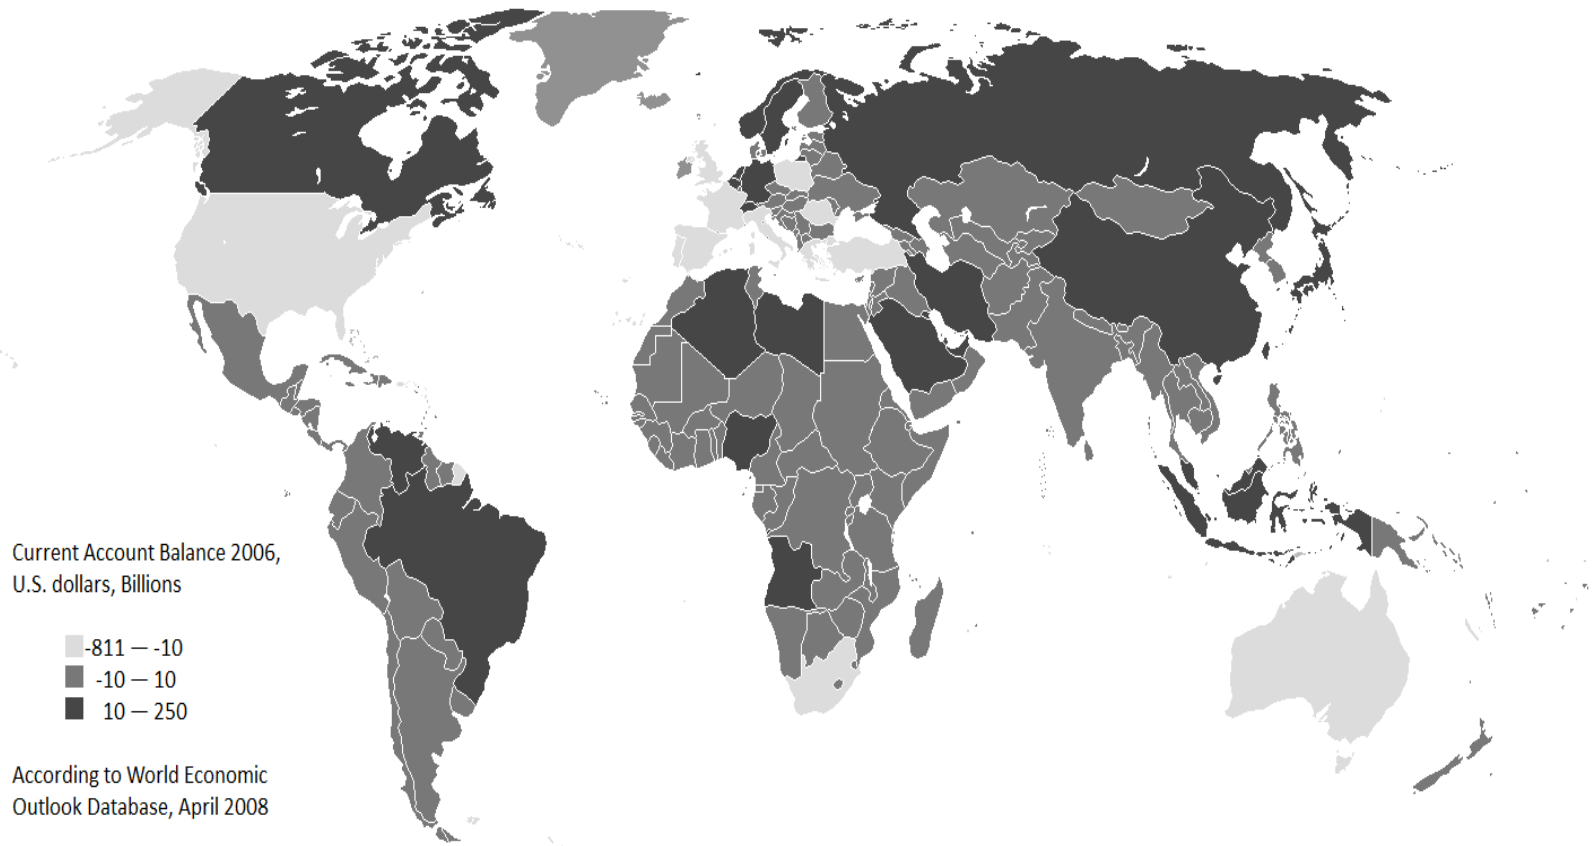 Current Account Balance 2006,
U.S. dollars, Billions
-811 — -10
-10 — 10
10 — 250
According to World Economic
Outlook Database, April 2008